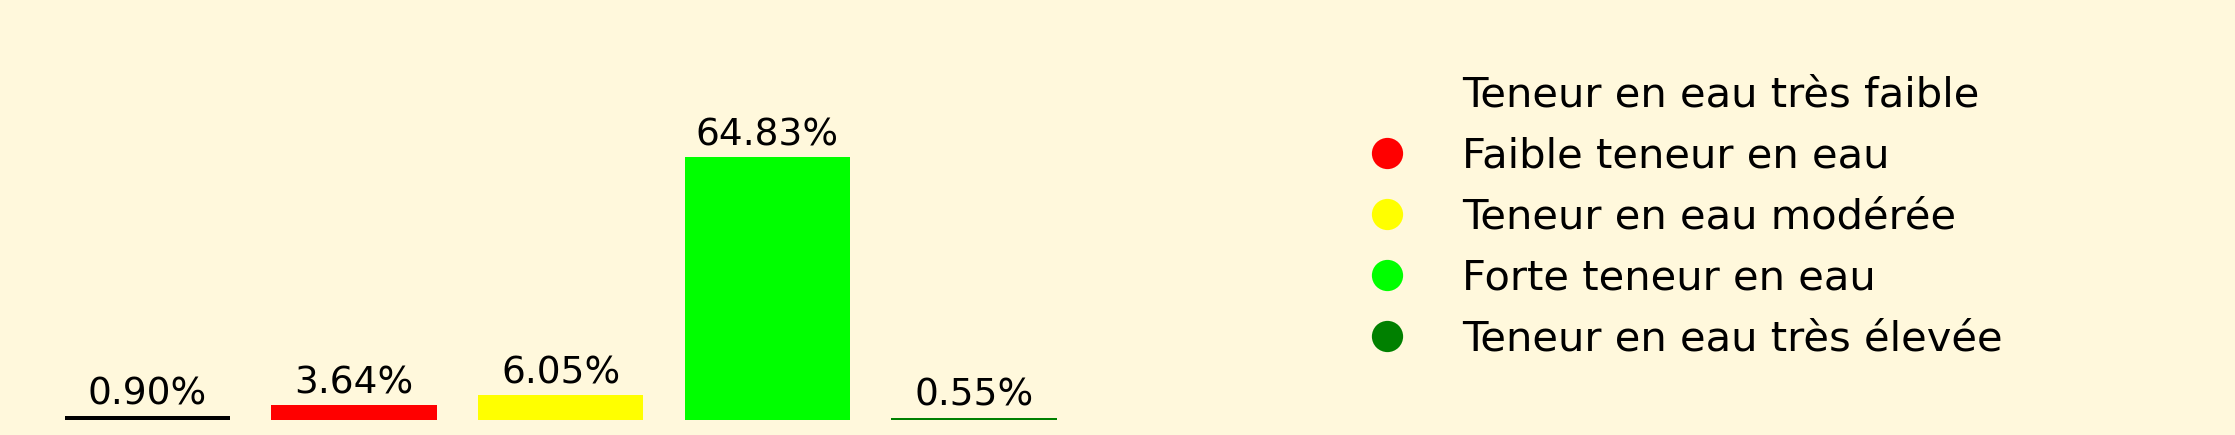 0.90%
3.64%
6.05%
64.83%
0.55%
Teneur en eau très faible
Faible teneur en eau
Teneur en eau modérée
Forte teneur en eau
Teneur en eau très élevée